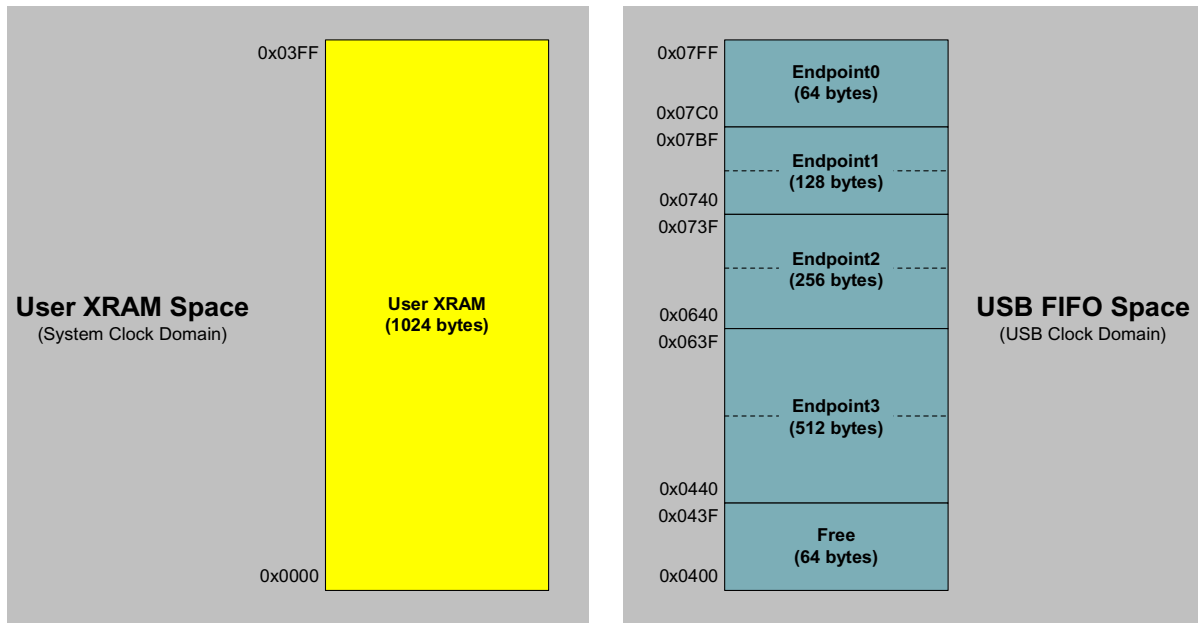 0x03FF
User XRAM Space
(System Clock Domain)
User XRAM
(1024 bytes)
0x0000
0x07FF
Endpoint0
(64 bytes)
0x07C0
0x07BF
Endpoint1
(128 bytes)
0x0740
0x073F
Endpoint2
(256 bytes)
0x0640
0x063F
Endpoint3
(512 bytes)
0x0440
0x043F
Free
(64 bytes)
0x0400
USB FIFO Space
(USB Clock Domain)